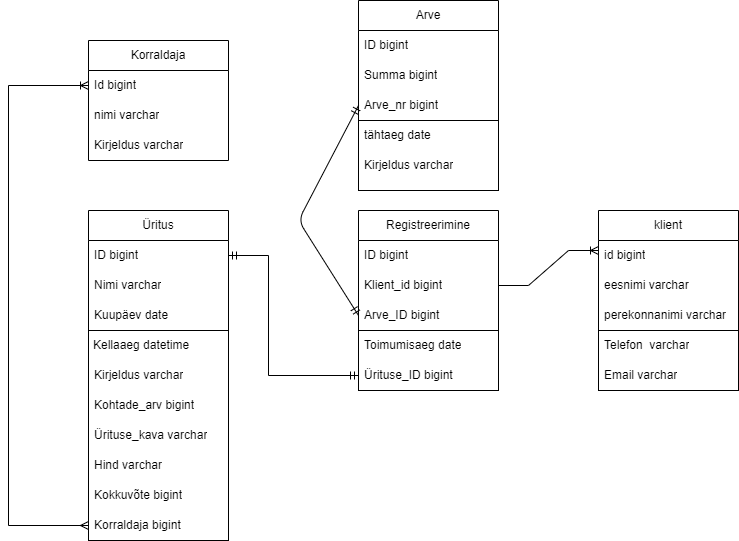 Arve
ID bigint
Summa bigint
Arve_nr bigint
tähtaeg date
Kirjeldus varchar
Korraldaja
Id bigint
nimi varchar
Kirjeldus varchar
Üritus
ID bigint
Nimi varchar
Kuupäev date
Kellaaeg datetime
Kirjeldus varchar
Kohtade_arv bigint
Ürituse_kava varchar
Hind varchar
Kokkuvõte bigint
Korraldaja bigint
Registreerimine
ID bigint
Klient_id bigint
Arve_ID bigint
Toimumisaeg date
Ürituse_ID bigint
klient
id bigint
eesnimi varchar
perekonnanimi varchar
Telefon varchar
Email varchar